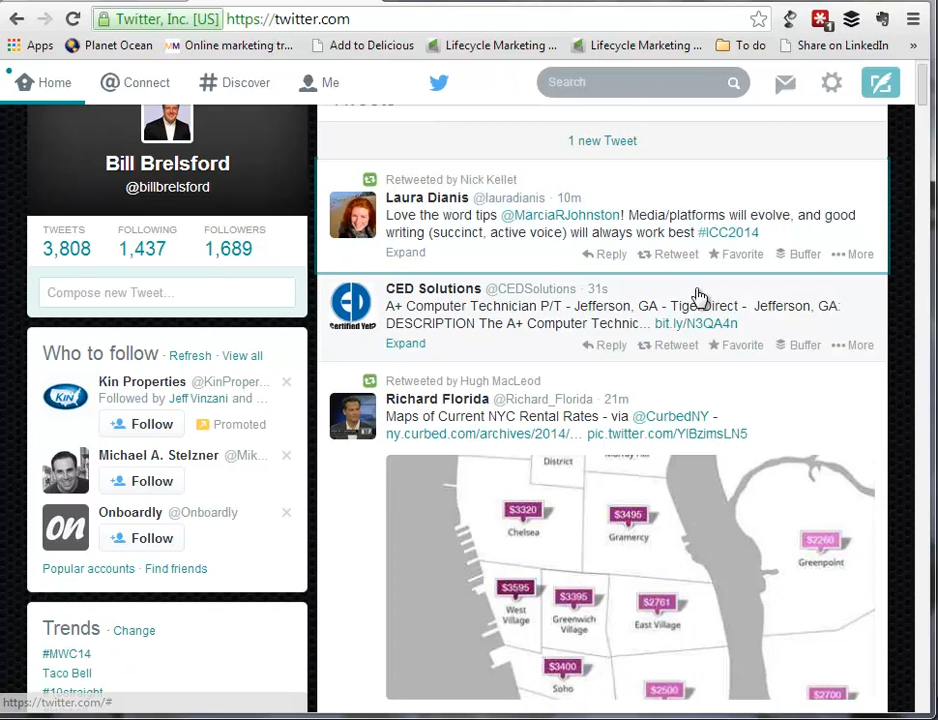 Twitter, Inc. [US] https://twitter.com
Apps Planet Ocean Online marketing tr... Add to Delicious Lifecycle Marketing ... Lifecycle Marketing ... To do Share on LinkedIn »
Home @ Connect # Discover Me Search
1 new Tweet
Bill Brelsford
@billbrelsford
TWEETS FOLLOWING FOLLOWERS
3,808 1,437 1,689
Compose new Tweet...
Who to follow · Refresh · View all
Kin Properties @KinProper...
Followed by Jeff Vinzani and ...
Follow Promoted
Michael A. Stelzner @Mik...
Follow
on
Onboardly @Onboardly
Follow
Popular accounts · Find friends
Trends · Change
#MWC14
Taco Bell
#10straight
https://twitter.com/#
Retweeted by Nick Kellet
Laura Dianis @lauradianis · 10m
Love the word tips @MarciaRJohnston! Media/platforms will evolve, and good
writing (succinct, active voice) will always work best #ICC2014
Expand Reply Retweet Favorite Buffer More
CED Solutions @CEDSolutions · 31s
A+ Computer Technician P/T - Jefferson, GA - TigerDirect - Jefferson, GA:
DESCRIPTION The A+ Computer Technic... bit.ly/N3QA4n
Expand Reply Retweet Favorite Buffer More
Certified Yet?
Retweeted by Hugh MacLeod
Richard Florida @Richard_Florida · 21m
Maps of Current NYC Rental Rates - via @CurbedNY -
ny.curbed.com/archives/2014/... pic.twitter.com/YlBzimsLN5
District
$3320
Chelsea
$3495
Gramercy
$2260
Greenpoint
$3595
West
Village
$3395
Greenwich
Village
$2761
East Village
$3400
Soho
$2500
$2700